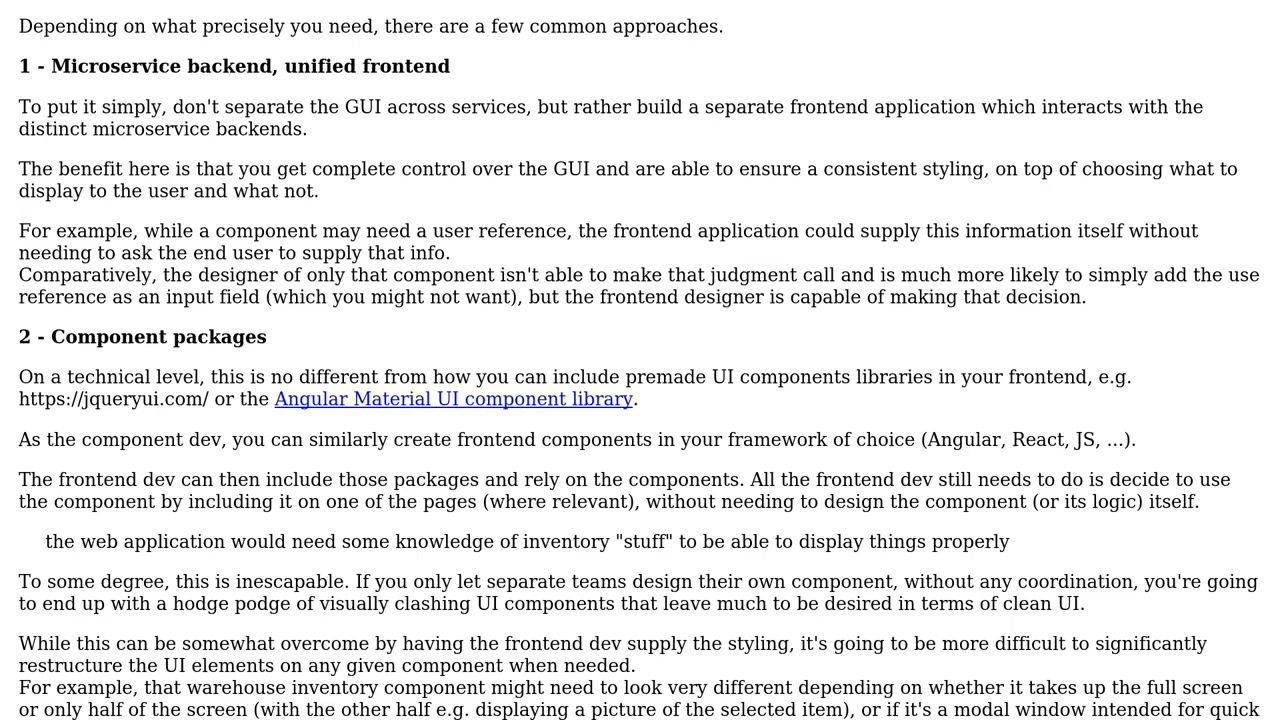 Depending on what precisely you need, there are a few common approaches.
1 - Microservice backend, unified frontend
To put it simply, don't separate the GUI across services, but rather build a separate frontend application which interacts with the
distinct microservice backends.
The benefit here is that you get complete control over the GUI and are able to ensure a consistent styling, on top of choosing what to
display to the user and what not.
For example, while a component may need a user reference, the frontend application could supply this information itself without
needing to ask the end user to supply that info.
Comparatively, the designer of only that component isn't able to make that judgment call and is much more likely to simply add the use
reference as an input field (which you might not want), but the frontend designer is capable of making that decision.
2 - Component packages
On a technical level, this is no different from how you can include premade UI components libraries in your frontend, e.g.
https://jqueryui.com/ or the Angular Material UI component library.
As the component dev, you can similarly create frontend components in your framework of choice (Angular, React, JS, ...).
The frontend dev can then include those packages and rely on the components. All the frontend dev still needs to do is decide to use
the component by including it on one of the pages (where relevant), without needing to design the component (or its logic) itself.
the web application would need some knowledge of inventory "stuff" to be able to display things properly
To some degree, this is inescapable. If you only let separate teams design their own component, without any coordination, you're going
to end up with a hodge podge of visually clashing UI components that leave much to be desired in terms of clean UI.
While this can be somewhat overcome by having the frontend dev supply the styling, it's going to be more difficult to significantly
restructure the UI elements on any given component when needed.
For example, that warehouse inventory component might need to look very different depending on whether it takes up the full screen
or only half of the screen (with the other half e.g. displaying a picture of the selected item), or if it's a modal window intended for quick